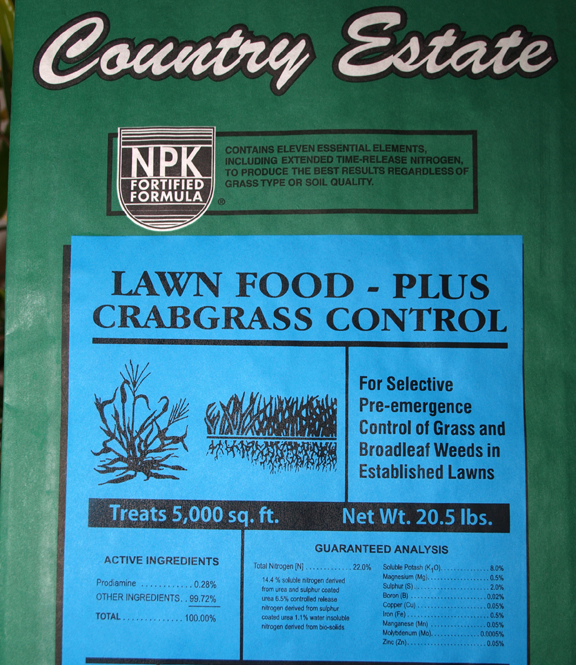 Country Estate
NPK
FORTIFIED
FORMULA
®
CONTAINS ELEVEN ESSENTIAL ELEMENTS,
INCLUDING EXTENDED TIME-RELEASE NITROGEN,
TO PRODUCE THE BEST RESULTS REGARDLESS OF
GRASS TYPE OR SOIL QUALITY.
LAWN FOOD - PLUS
CRABGRASS CONTROL
For Selective
Pre-emergence
Control of Grass and
Broadleaf Weeds in
Established Lawns
Treats 5,000 sq. ft. Net Wt. 20.5 lbs.
ACTIVE INGREDIENTS
Prodiamine ............ 0.28%
OTHER INGREDIENTS .. 99.72%
TOTAL ................ 100.00%
GUARANTEED ANALYSIS
Total Nitrogen [N] ............ 22.0%
14.4 % soluble nitrogen derived
from urea and sulphur coated
urea 6.5% controlled release
nitrogen derived from sulphur
coated urea 1.1% water insoluble
nitrogen derived from bio-solids
Soluble Potash (K₂O) 8.0%
Magnesium (Mg) 0.5%
Sulphur (S) 2.0%
Boron (B) 0.02%
Copper (Cu) 0.05%
Iron (Fe) 0.5%
Manganese (Mn) 0.05%
Molybdenum (Mo) 0.0005%
Zinc (Zn) 0.05%